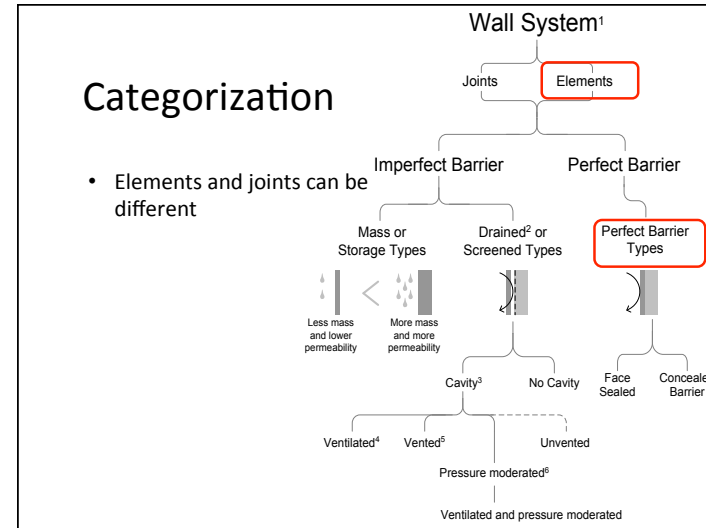 Wall System¹
Categorization
Joints
Elements
• Elements and joints can be
different
Imperfect Barrier
Perfect Barrier
Mass or
Storage Types
Drained² or
Screened Types
Perfect Barrier
Types
Less mass
and lower
permeability
<
More mass
and more
permeability
Cavity³
No Cavity
Face
Sealed
Conceale
Barrier
Ventilated⁴
Vented⁵
Unvented
Pressure moderated⁶
Ventilated and pressure moderated